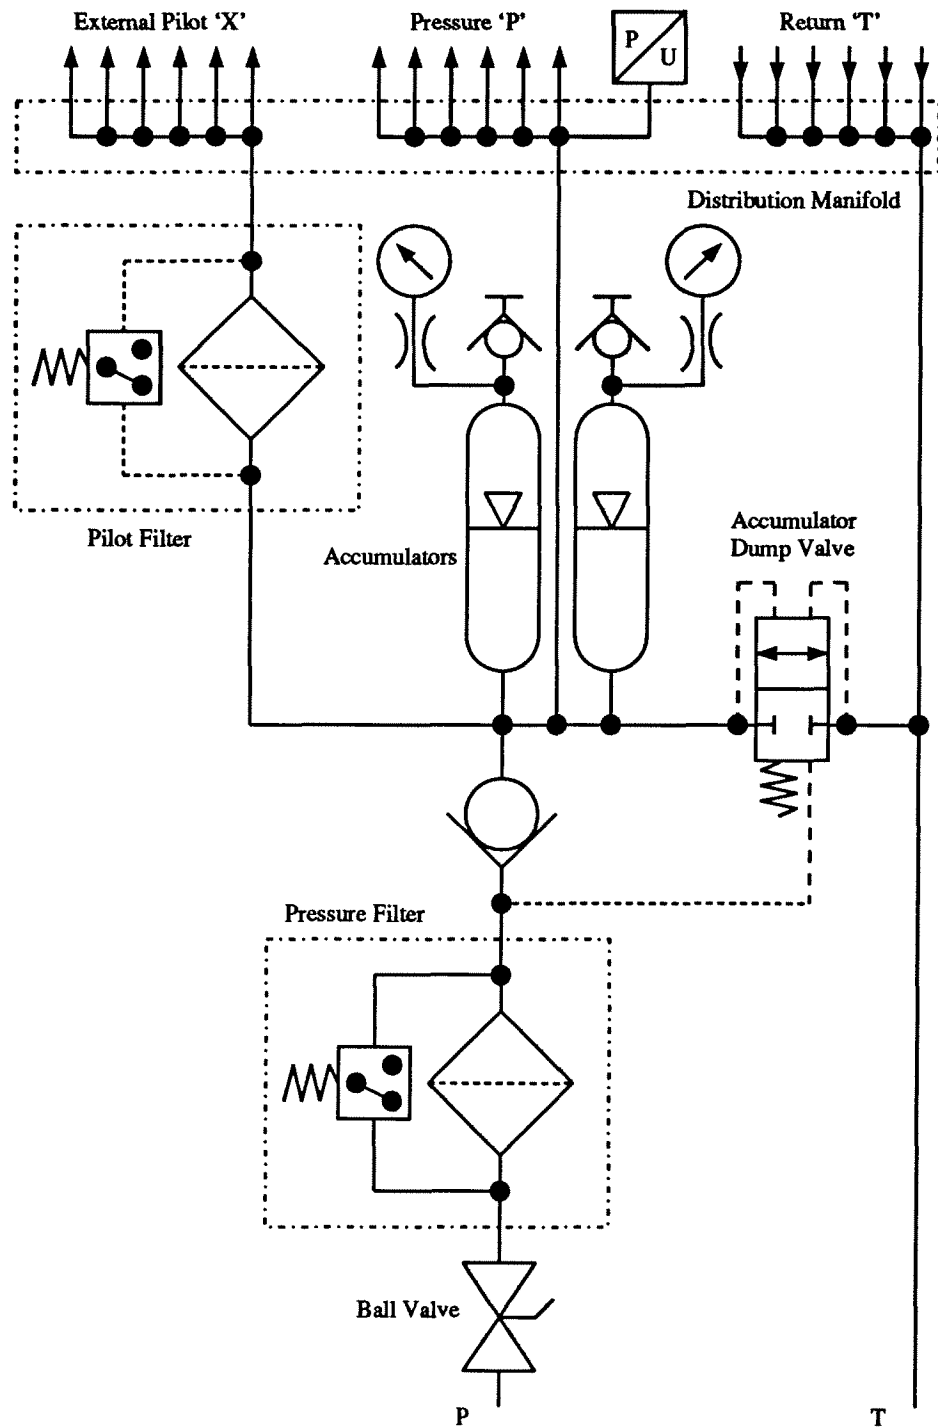 External Pilot ‘X’
Pressure ‘P’
P
U
Return ‘T’
Distribution Manifold
Pilot Filter
Accumulators
Accumulator
Dump Valve
Pressure Filter
Ball Valve
P
T